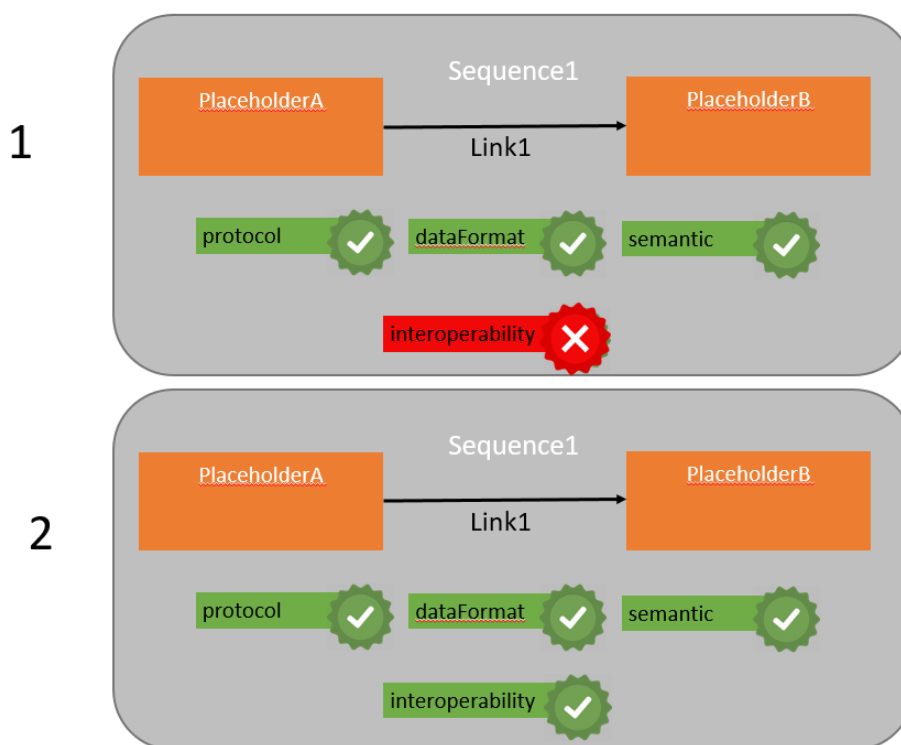 1
Sequence1
PlaceholderA
PlaceholderB
Link1
protocol
dataFormat
semantic
interoperability
2
Sequence1
PlaceholderA
PlaceholderB
Link1
protocol
dataFormat
semantic
interoperability